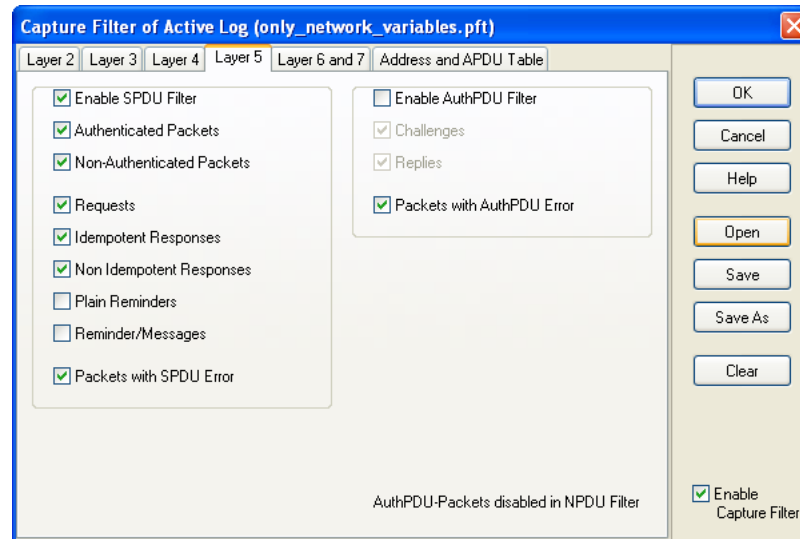 Capture Filter of Active Log (only_network_variables.pft)
Layer 2 Layer 3 Layer 4 Layer 5 Layer 6 and 7 Address and APDU Table
Enable SPDU Filter
Authenticated Packets
Non-Authenticated Packets
Requests
Idempotent Responses
Non Idempotent Responses
Plain Reminders
Reminder/Messages
Packets with SPDU Error
Enable AuthPDU Filter
Challenges
Replies
Packets with AuthPDU Error
AuthPDU-Packets disabled in NPDU Filter
OK
Cancel
Help
Open
Save
Save As
Clear
Enable
Capture Filter